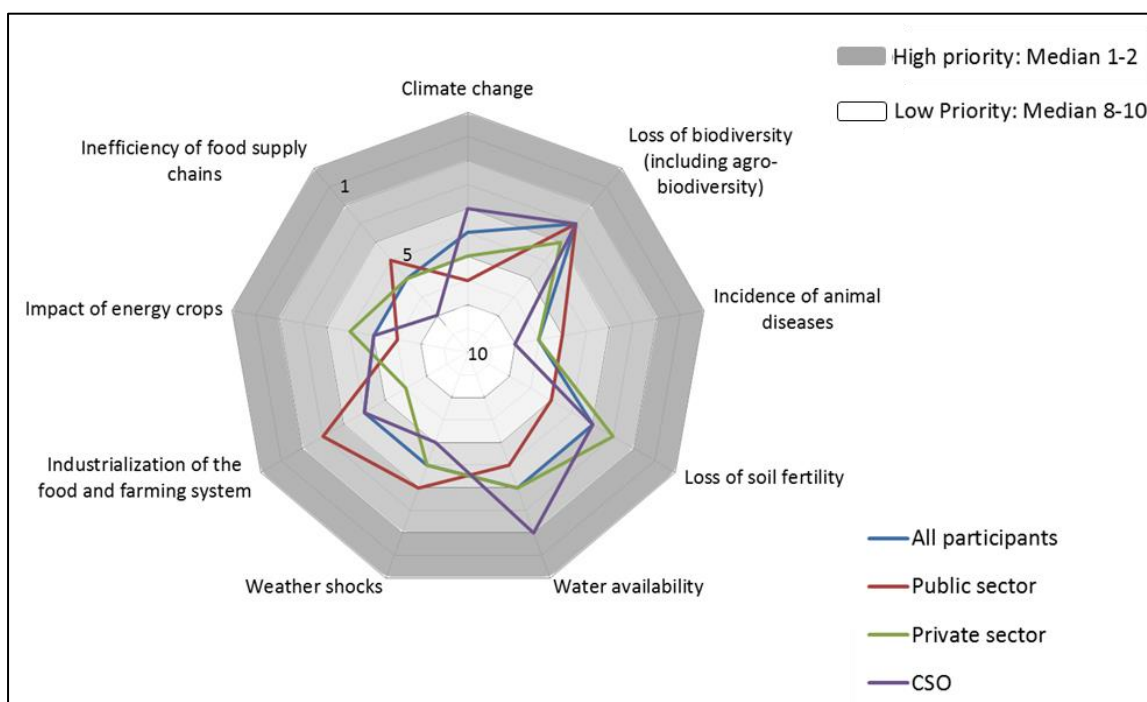 High priority: Median 1-2
Low Priority: Median 8-10
Climate change
Loss of biodiversity
(including agro-
biodiversity)
Inefficiency of food supply
chains
1
5
10
Incidence of animal
diseases
Impact of energy crops
Industrialization of the
food and farming system
Loss of soil fertility
Weather shocks
Water availability
All participants
Public sector
Private sector
CSO